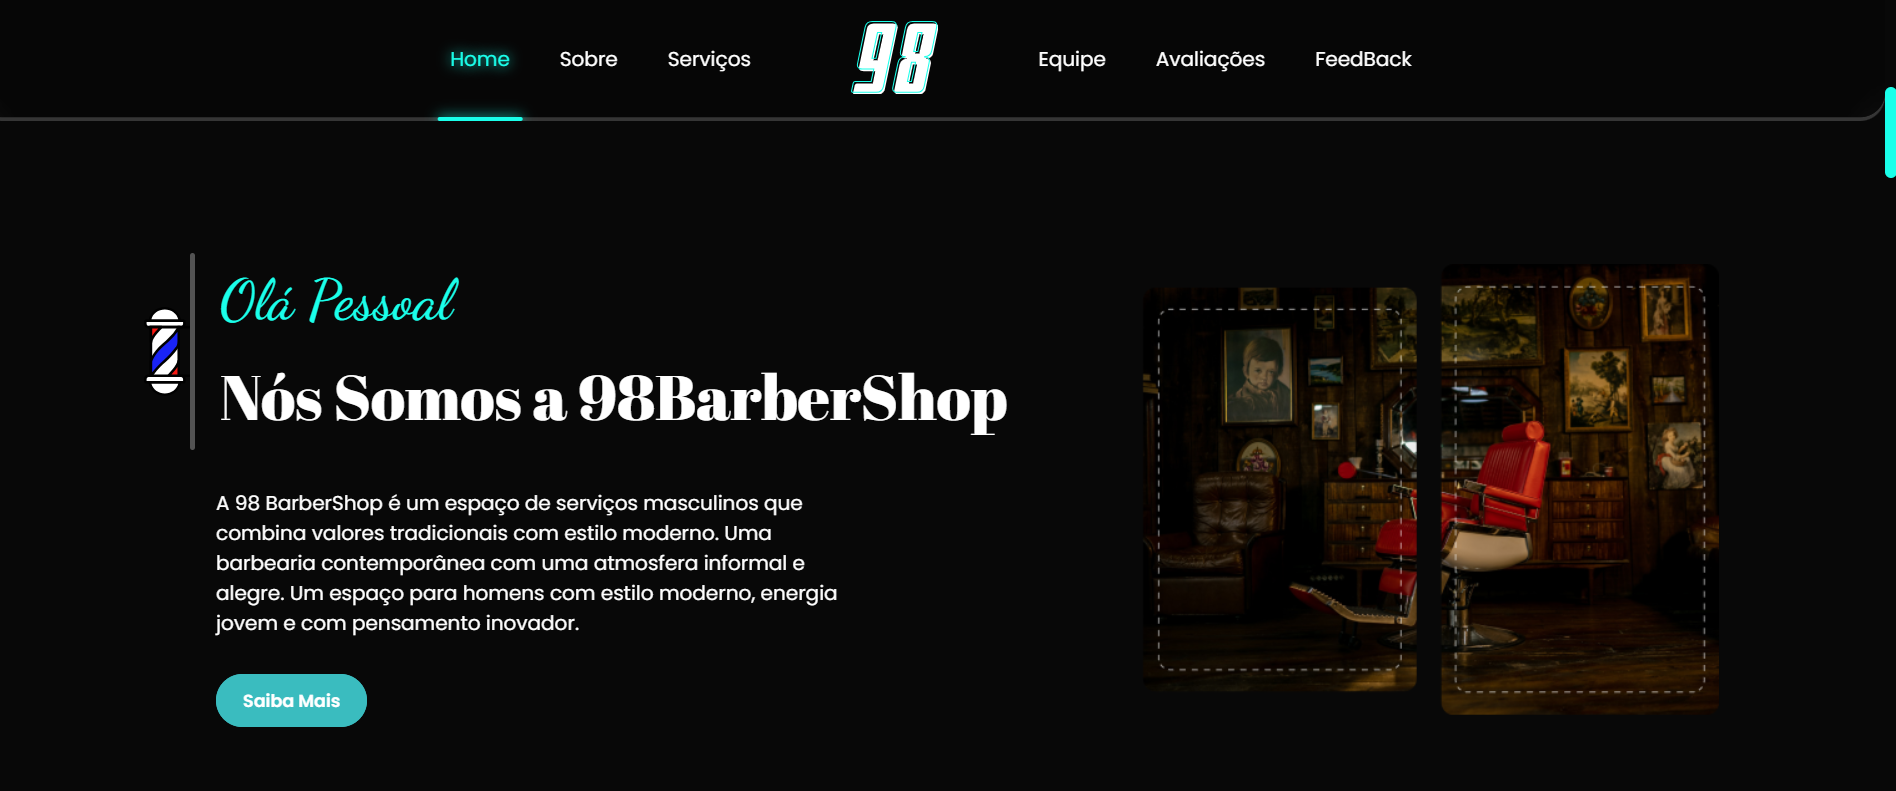 Home
Sobre
Serviços
98
Equipe
Avaliações
FeedBack
Olá Pessoal
Nós Somos a 98BarberShop
A 98 BarberShop é um espaço de serviços masculinos que
combina valores tradicionais com estilo moderno. Uma
barbearia contemporânea com uma atmosfera informal e
alegre. Um espaço para homens com estilo moderno, energia
jovem e com pensamento inovador.
Saiba Mais